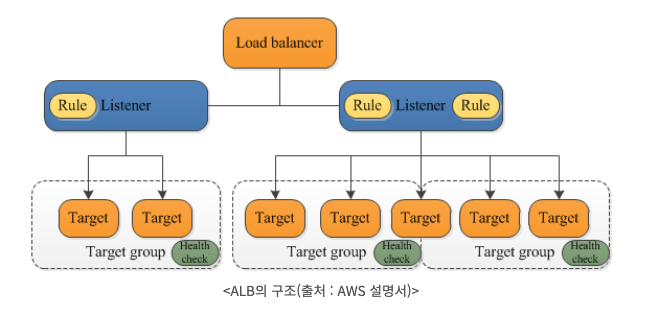 Load balancer
Rule Listener
Rule Listener Rule
Target Target
Target Target Target Target Target
Target group Health check
Target group Health check
Target group Health check
<ALB의 구조(출처 : AWS 설명서)>